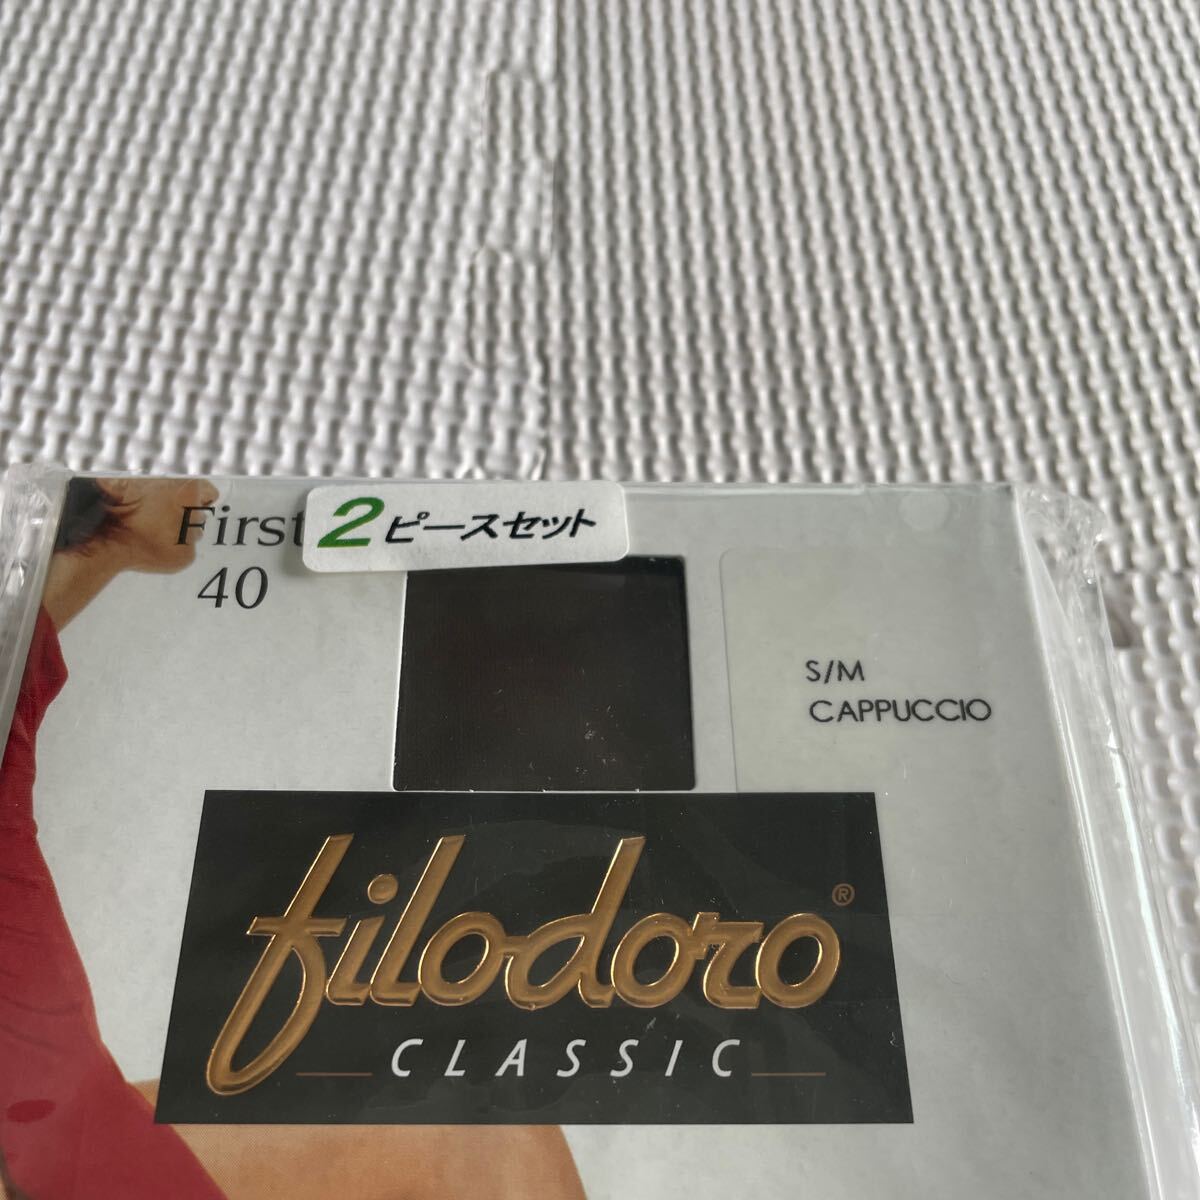 First
40
2ピースセット
S/M
CAPPUCCIO
filodoro®
CLASSIC